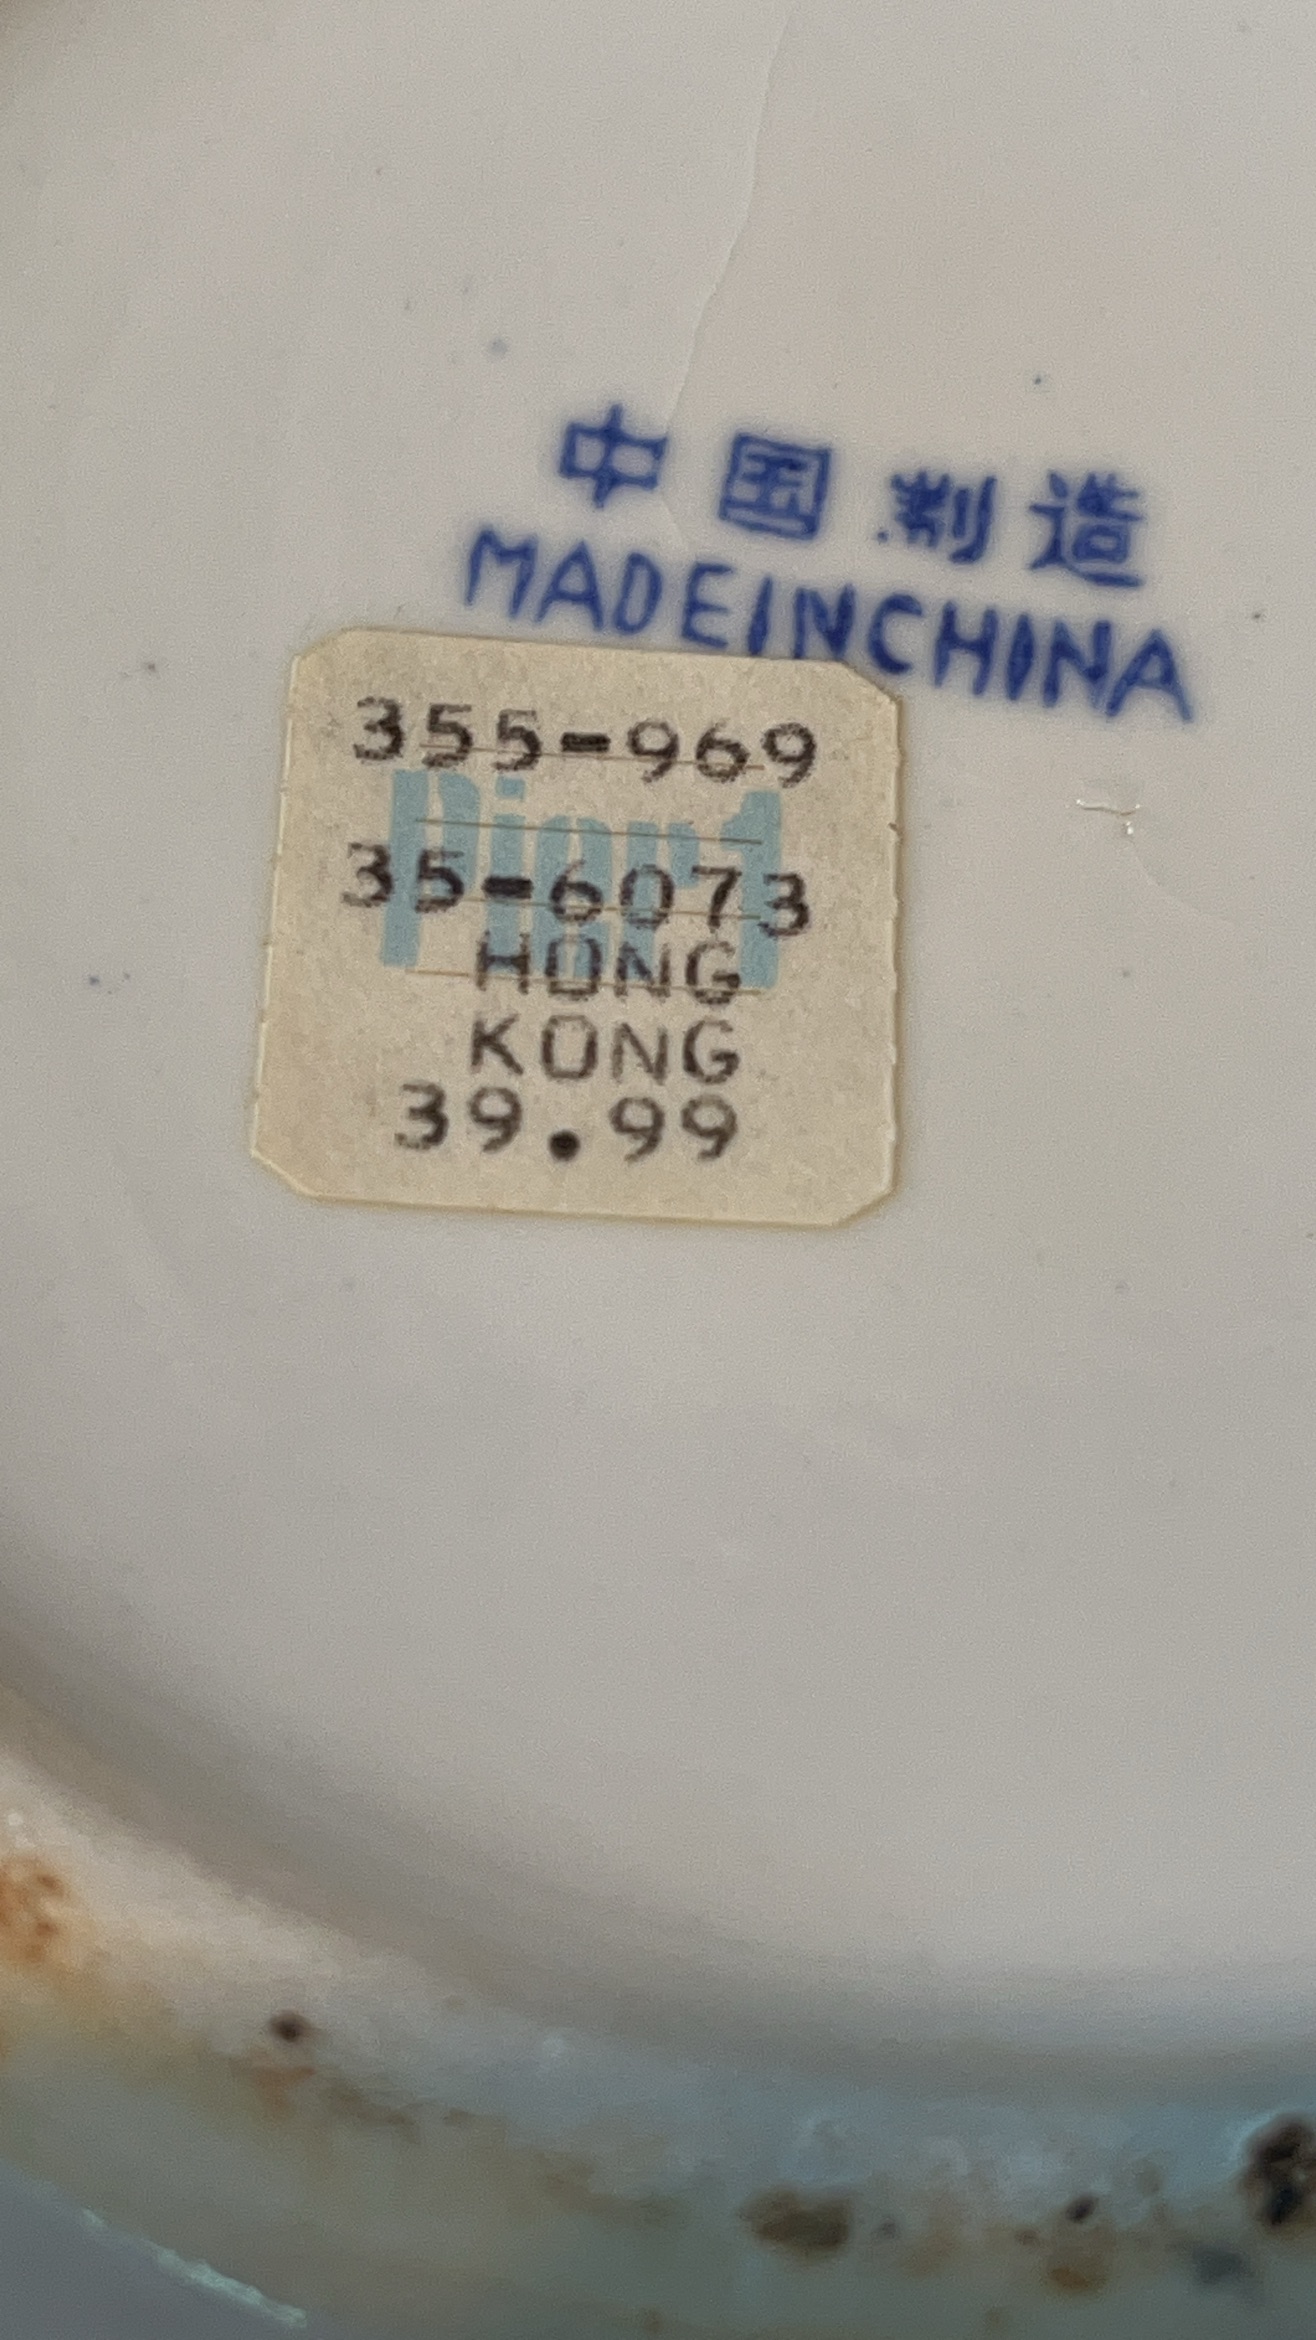 中国制造
MADEINCHINA
355-969
Pier1
35-6073
HONG
KONG
39.99